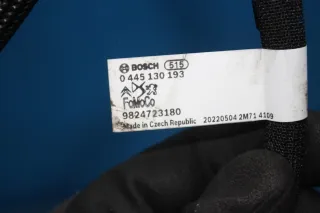 BOSCH 515
0 445 130 193
FoMoCo
9824723180
Made in Czech Republic 20220504 2M71 4109